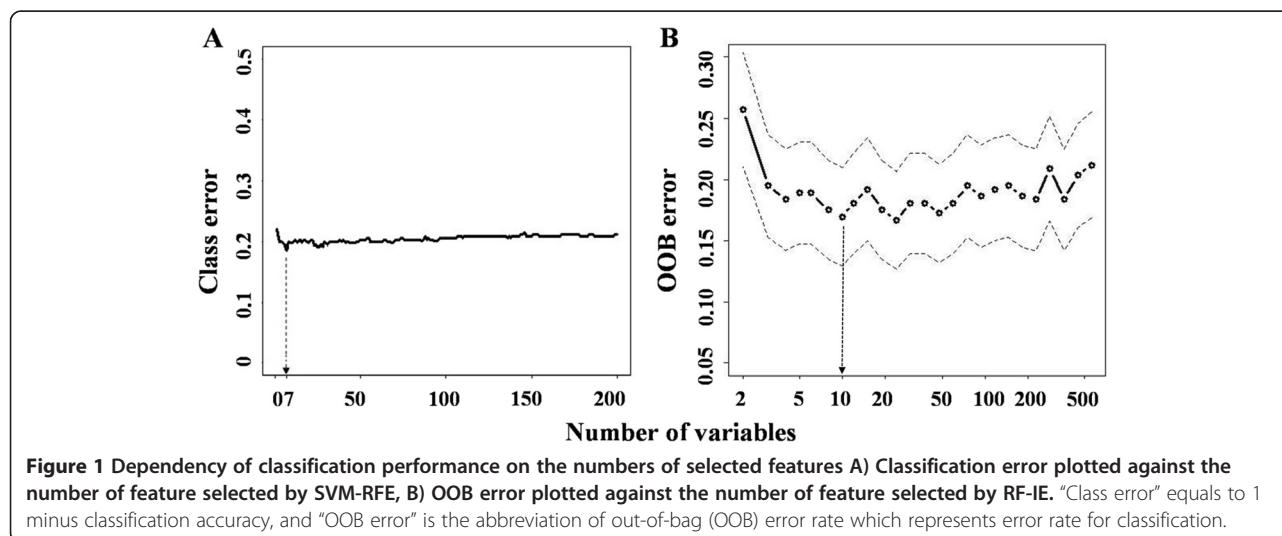 A
B
Class error
0.5
0.4
0.3
0.2
0.1
0
07 50 100 150 200
OOB error
0.30
0.25
0.20
0.15
0.10
0.05
2 5 10 20 50 100 200 500
Number of variables
Figure 1 Dependency of classification performance on the numbers of selected features A) Classification error plotted against the
number of feature selected by SVM-RFE, B) OOB error plotted against the number of feature selected by RF-IE. “Class error” equals to 1
minus classification accuracy, and “OOB error” is the abbreviation of out-of-bag (OOB) error rate which represents error rate for classification.